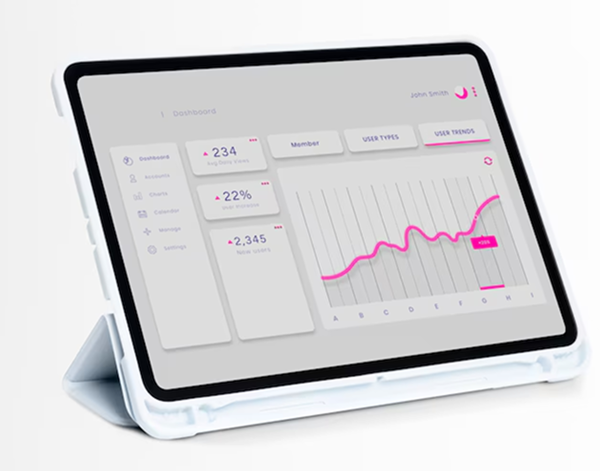 John Smith
Dashboard
Dashboard
Accounts
Charts
Calendar
Manage
Settings
234
Avg Daily Views
22%
User Increase
2,345
New users
Member
USER TYPES
USER TRENDS
A B C D E F G H I